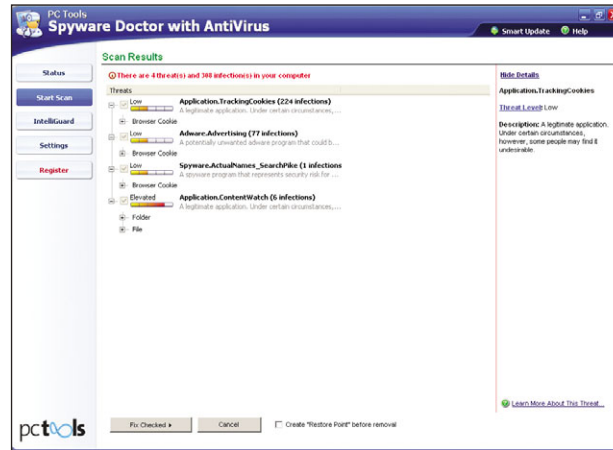 PC Tools
Spyware Doctor with AntiVirus
Smart Update Help
Scan Results
Status
Start Scan
IntelliGuard
Settings
Register
There are 4 threat(s) and 308 infection(s) in your computer
Threats
Low Application.TrackingCookies (224 infections)
A legitimate application. Under certain circumstances,...
Browser Cookie
Low Adware.Advertising (77 infections)
A potentially unwanted adware program that could b...
Browser Cookie
Low Spyware.ActualNames_SearchPike (1 infections
A spyware program that represents security risk for ...
Browser Cookie
Elevated Application.ContentWatch (6 infections)
A legitimate application. Under certain circumstances,...
Folder
File
Hide Details
Application.TrackingCookies
Threat Level: Low
Description: A legitimate application.
Under certain circumstances,
however, some people may find it
undesirable.
Learn More About This Threat...
pctools
Fix Checked
Cancel
Create "Restore Point" before removal